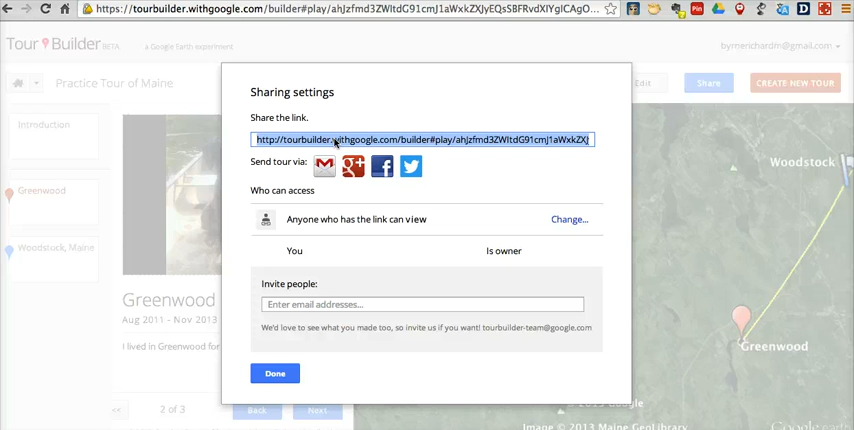 https://tourbuilder.withgoogle.com/builder#play/ahJzfmd3ZWItdG91cmJ1aWxkZXJyEQsSBFRvdXIYgICAgO...
Tour Builder BETA a Google Earth experiment
bymerichardm@gmail.com
Practice Tour of Maine
Edit
Share
CREATE NEW TOUR
Introduction
Greenwood
Woodstock, Maine
Greenwood
Aug 2011 - Nov 2013
I lived in Greenwood for
<<
2 of 3
Back
Next
Sharing settings
Share the link.
http://tourbuilder.withgoogle.com/builder#play/ahJzfmd3ZWItdG91cmJ1aWxkZXJ
Send tour via:
Who can access
Anyone who has the link can view
Change...
You
Is owner
Invite people:
Enter email addresses...
We'd love to see what you made too, so invite us if you want! tourbuilder-team@google.com
Done
Woodstock
Greenwood
© 2013 Google
Image © 2013 Maine GeoLibrary
Google earth